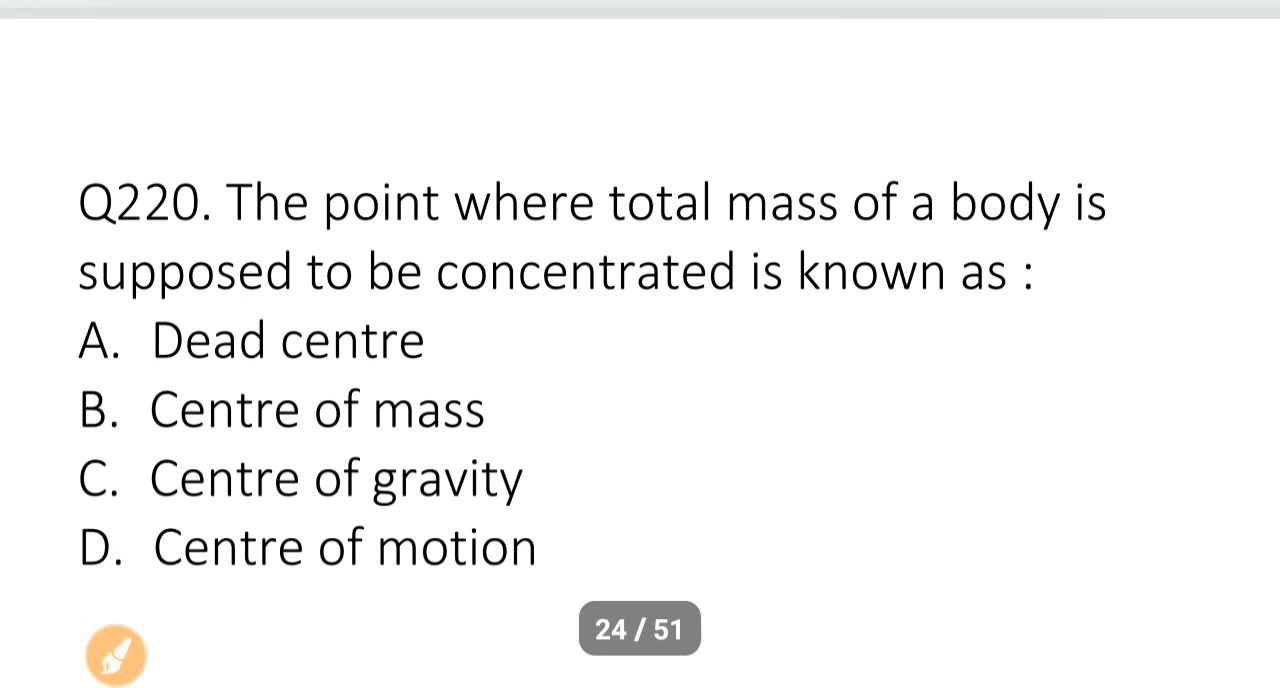 Q220. The point where total mass of a body is
supposed to be concentrated is known as :
A. Dead centre
B. Centre of mass
C. Centre of gravity
D. Centre of motion
24 / 51